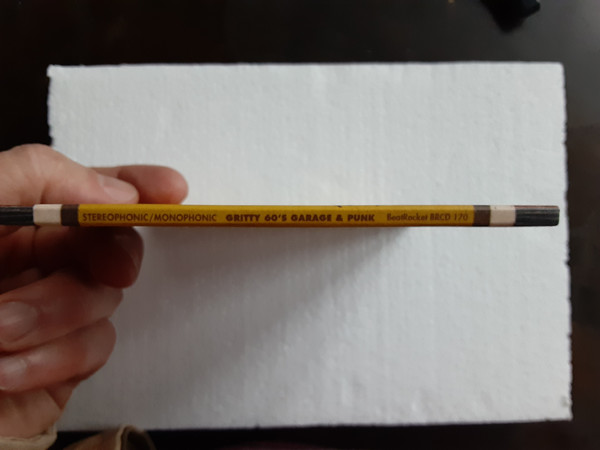 STEREOPHONIC/MONOPHONIC GRITTY 60'S GARAGE & PUNK BeatRocket BRCD 170